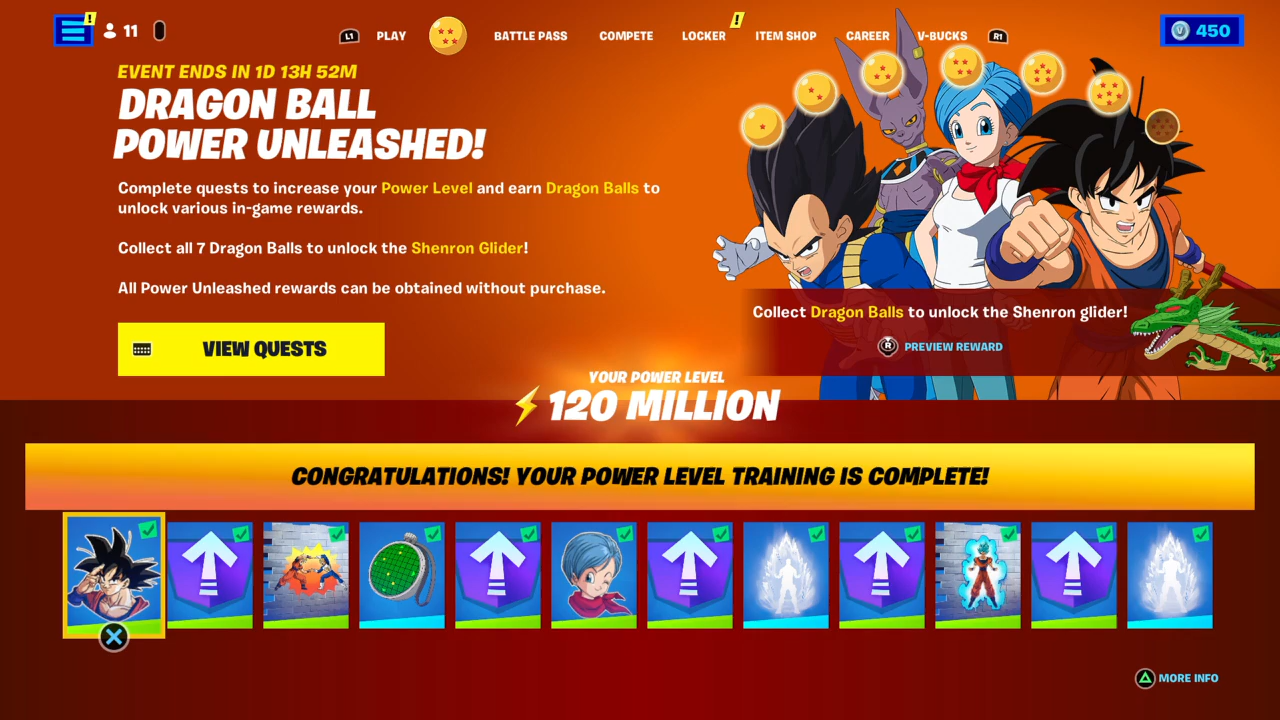 !
11
L1
PLAY
BATTLE PASS
COMPETE
LOCKER
!
ITEM SHOP
CAREER
V-BUCKS
R1
V
450
EVENT ENDS IN 1D 13H 52M
DRAGON BALL
POWER UNLEASHED!
Complete quests to increase your Power Level and earn Dragon Balls to
unlock various in-game rewards.
Collect all 7 Dragon Balls to unlock the Shenron Glider!
All Power Unleashed rewards can be obtained without purchase.
VIEW QUESTS
Collect Dragon Balls to unlock the Shenron glider!
R
PREVIEW REWARD
YOUR POWER LEVEL
120 MILLION
CONGRATULATIONS! YOUR POWER LEVEL TRAINING IS COMPLETE!
MORE INFO